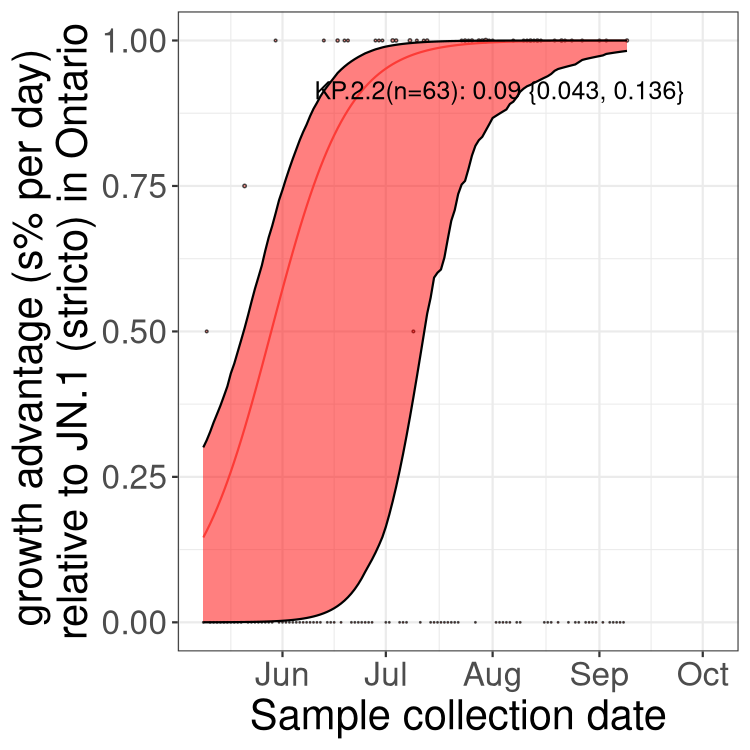 growth advantage (s% per day)
relative to JN.1 (stricto) in Ontario
1.00
0.75
0.50
0.25
0.00
KP.2.2(n=63): 0.09 {0.043, 0.136}
Jun Jul Aug Sep Oct
Sample collection date